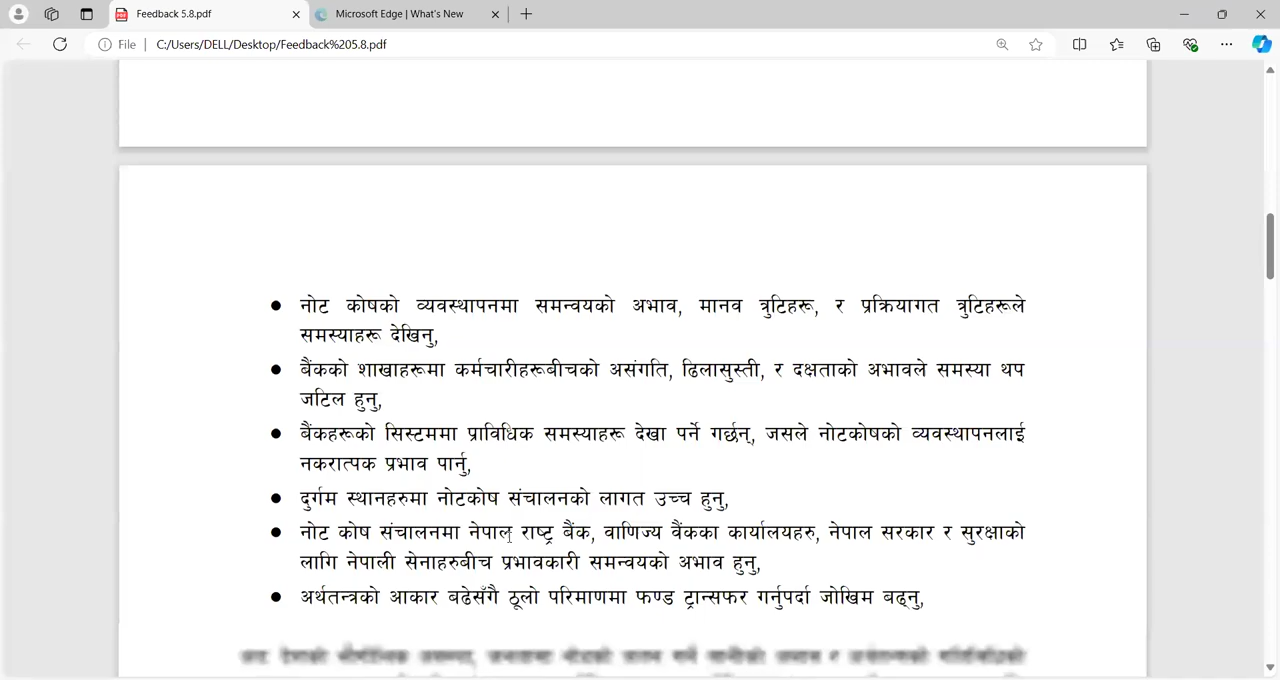 Feedback 5.8.pdf
Microsoft Edge | What's New
File
C:/Users/DELL/Desktop/Feedback%205.8.pdf
● नोट कोषको व्यवस्थापनमा समन्वयको अभाव, मानव त्रुटिहरू, र प्रक्रियागत त्रुटिहरूले
समस्याहरू देखिनु,
● बैंकको शाखाहरूमा कर्मचारीहरूबीचको असंगति, ढिलासुस्ती, र दक्षताको अभावले समस्या थप
जटिल हुनु,
● बैंकहरूको सिस्टममा प्राविधिक समस्याहरू देखा पर्ने गर्छन्, जसले नोटकोषको व्यवस्थापनलाई
नकरात्पक प्रभाव पार्नु,
● दुर्गम स्थानहरुमा नोटकोष संचालनको लागत उच्च हुनु,
● नोट कोष संचालनमा नेपाल राष्ट्र बैंक, वाणिज्य वैंकका कार्यालयहरु, नेपाल सरकार र सुरक्षाको
लागि नेपाली सेनाहरुबीच प्रभावकारी समन्वयको अभाव हुनु,
● अर्थतन्त्रको आकार बढेसँगै ठूलो परिमाणमा फण्ड ट्रान्सफर गर्नुपर्दा जोखिम बढ्नु,